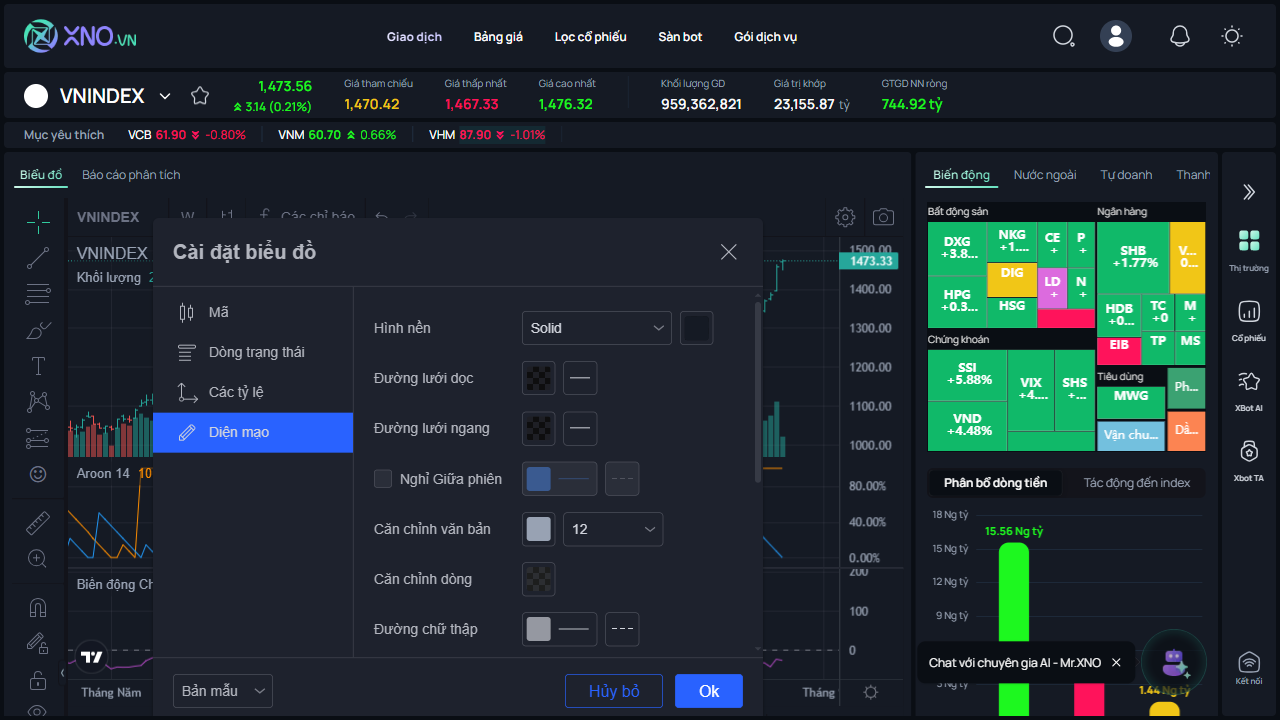 XNO.VN
Giao dịch
Bảng giá
Lọc cổ phiếu
Sàn bot
Gói dịch vụ
VNINDEX
1,473.56
3.14 (0.21%)
Giá tham chiếu
1,470.42
Giá thấp nhất
1,467.33
Giá cao nhất
1,476.32
Khối lượng GD
959,362,821
Giá trị khớp
23,155.87 tỷ
GTGD NN ròng
744.92 tỷ
Mục yêu thích
VCB 61.90 -0.80%
VNM 60.70 0.66%
VHM 87.90 -1.01%
Biểu đồ
Báo cáo phân tích
VNINDEX
W
Các chỉ báo
VNINDEX
Khối lượng 2
Aroon 14 10
Biên động Ch
Tháng Năm
Tháng
1500.00
1473.33
1400.00
1300.00
1200.00
1100.00
1000.00
80.00%
40.00%
0.00%
200
100
0
Cài đặt biểu đồ
Mã
Dòng trạng thái
Các tỷ lệ
Diện mạo
Hình nền
Solid
Đường lưới dọc
Đường lưới ngang
Nghỉ Giữa phiên
Căn chỉnh văn bản
12
Căn chỉnh dòng
Đường chữ thập
Bản mẫu
Hủy bỏ
Ok
Biến động
Nước ngoài
Tự doanh
Thanh
Bất động sản
DXG
+3.8...
NKG
+1....
CE
+
P
+
HPG
+0.3...
DIG
HSG
LD
+
N
+
Ngân hàng
SHB
+1.77%
V...
0...
HDB
+0...
TC
+0
M
+
EIB
TP
MS
Chứng khoán
SSI
+5.88%
VND
+4.48%
VIX
+4....
SHS
+...
Tiêu dùng
MWG
Ph...
Vận chu...
Dầ...
Phân bổ dòng tiền
Tác động đến index
18 Ng tỷ
15 Ng tỷ
12 Ng tỷ
9 Ng tỷ
3 Ng tỷ
15.56 Ng tỷ
1.44 Ng tỷ
Chat với chuyên gia AI - Mr.XNO
Thị trường
Cổ phiếu
XBot AI
Xbot TA
Kết nối